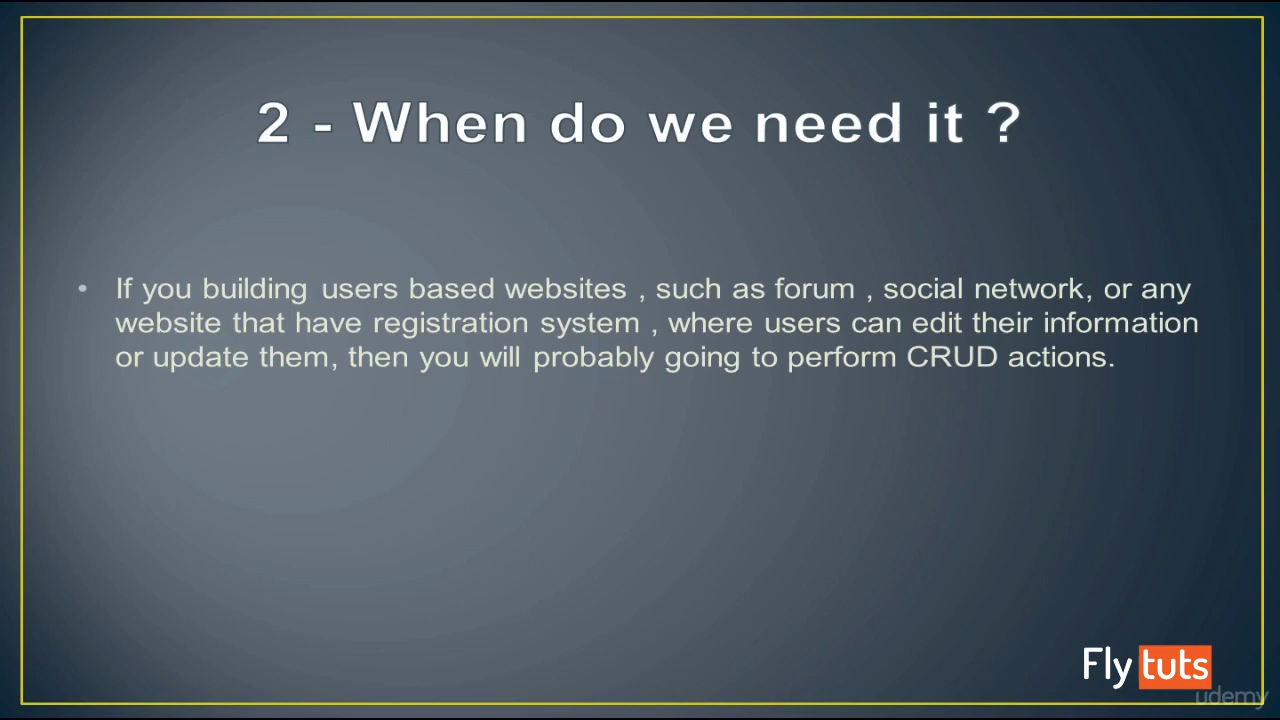 2 - When do we need it ?
• If you building users based websites , such as forum , social network, or any
website that have registration system , where users can edit their information
or update them, then you will probably going to perform CRUD actions.
Fly tuts
udemy